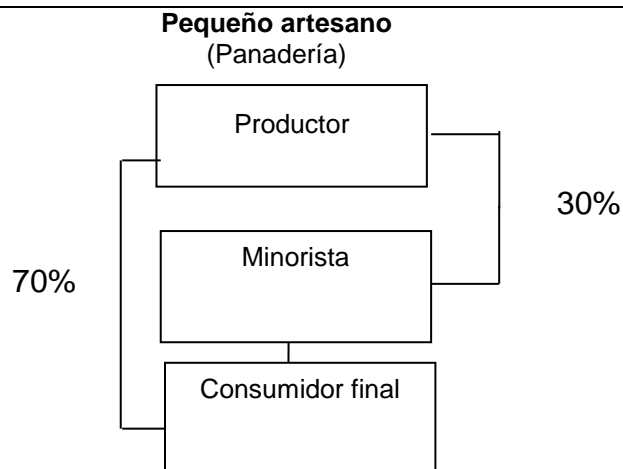 Pequeño artesano
(Panadería)
Productor
30%
Minorista
70%
Consumidor final